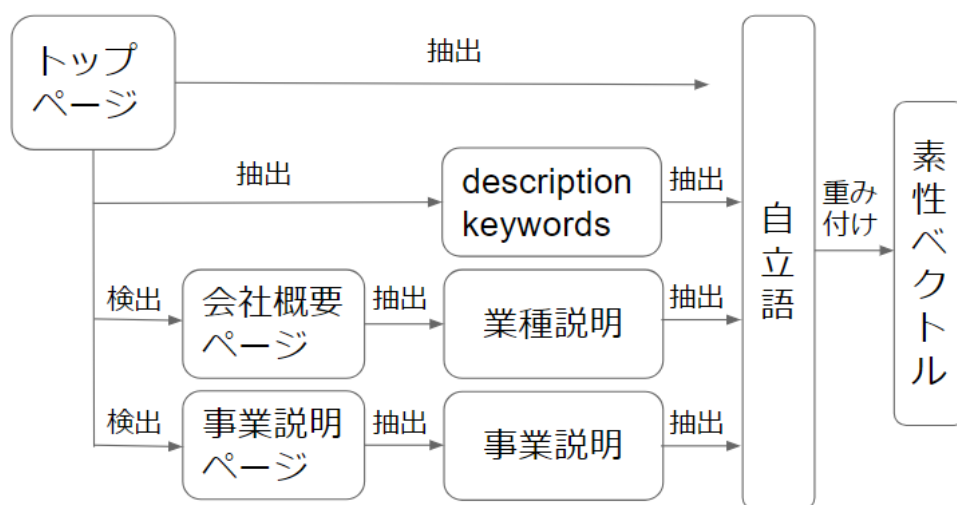 トップ
ページ
抽出
抽出
description
keywords
抽出
検出
会社概要
ページ
抽出
業種説明
抽出
検出
事業説明
ページ
抽出
事業説明
抽出
自立語
重み
付け
素性ベクトル